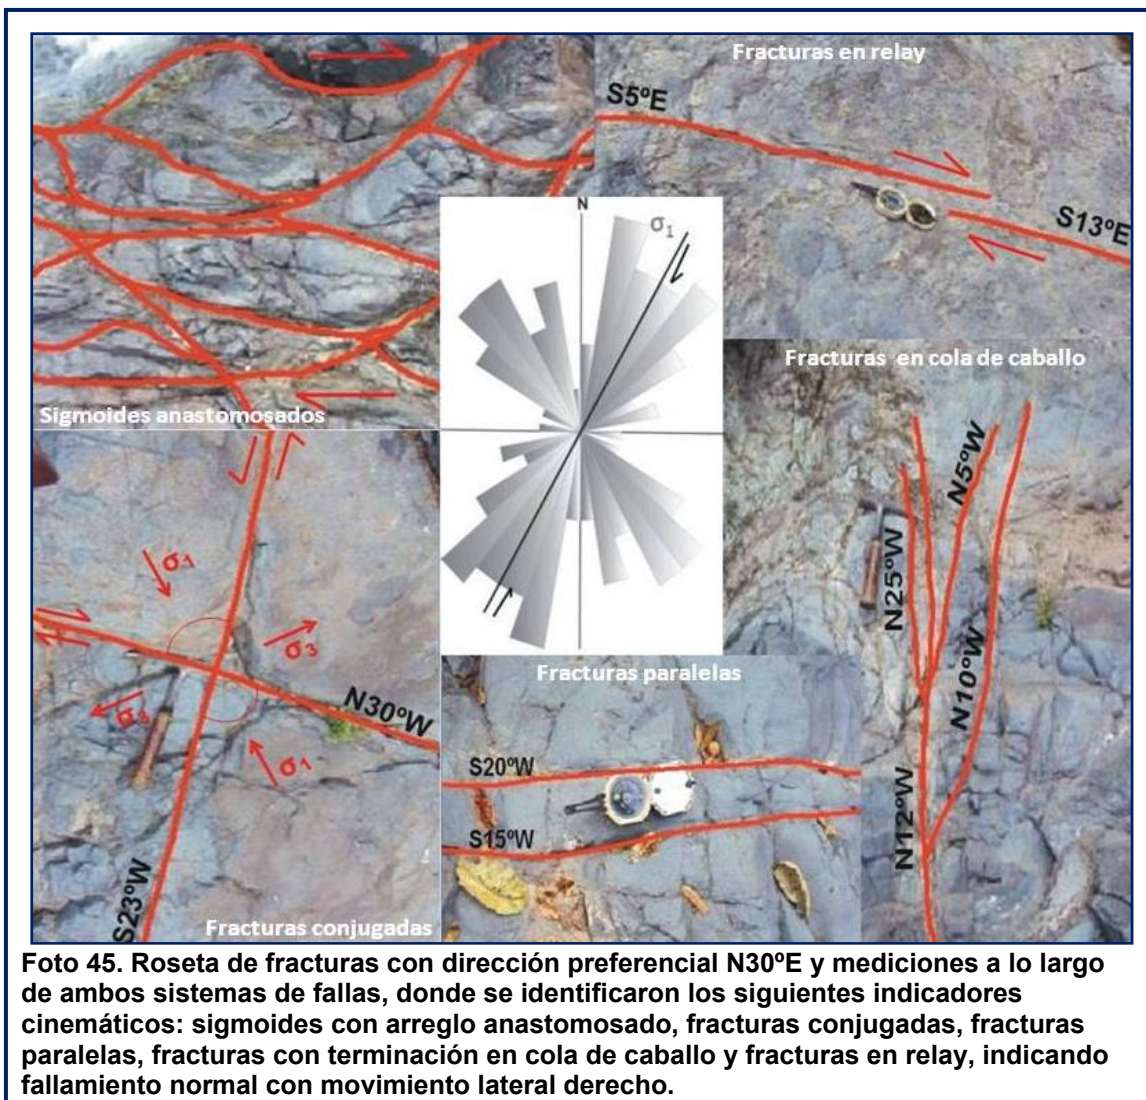 Fracturas en relay
S5ºE
S13ºE
Sigmoides anastomosados
N
σ1
Fracturas en cola de caballo
N5ºW
N25ºW
N10ºW
N12ºW
σ1
σ3
σ3
N30ºW
σ1
S23ºW
Fracturas conjugadas
Fracturas paralelas
S20ºW
S15ºW
Foto 45. Roseta de fracturas con dirección preferencial N30ºE y mediciones a lo largo
de ambos sistemas de fallas, donde se identificaron los siguientes indicadores
cinemáticos: sigmoides con arreglo anastomosado, fracturas conjugadas, fracturas
paralelas, fracturas con terminación en cola de caballo y fracturas en relay, indicando
fallamiento normal con movimiento lateral derecho.